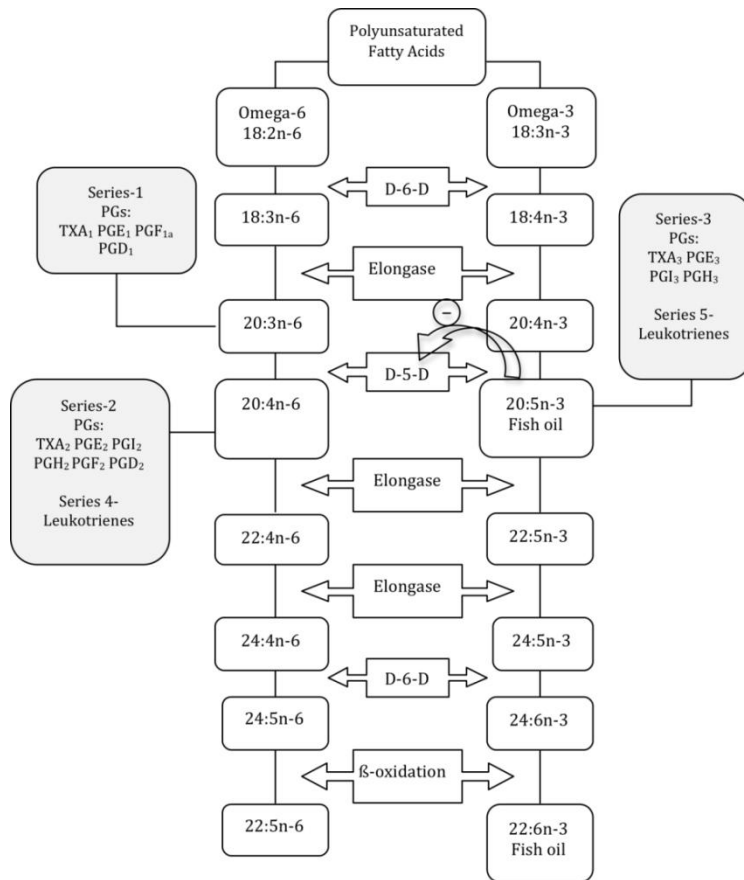 Polyunsaturated
Fatty Acids
Omega-6
18:2n-6
Omega-3
18:3n-3
D-6-D
Series-1
PGs:
TXA₁ PGE₁ PGF₁ₐ
PGD₁
18:3n-6
18:4n-3
Series-3
PGs:
TXA₃ PGE₃
PGI₃ PGH₃
Series 5-
Leukotrienes
Elongase
20:3n-6
−
20:4n-3
D-5-D
Series-2
PGs:
TXA₂ PGE₂ PGI₂
PGH₂ PGF₂ PGD₂
Series 4-
Leukotrienes
20:4n-6
20:5n-3
Fish oil
Elongase
22:4n-6
22:5n-3
Elongase
24:4n-6
24:5n-3
D-6-D
24:5n-6
24:6n-3
ß-oxidation
22:5n-6
22:6n-3
Fish oil